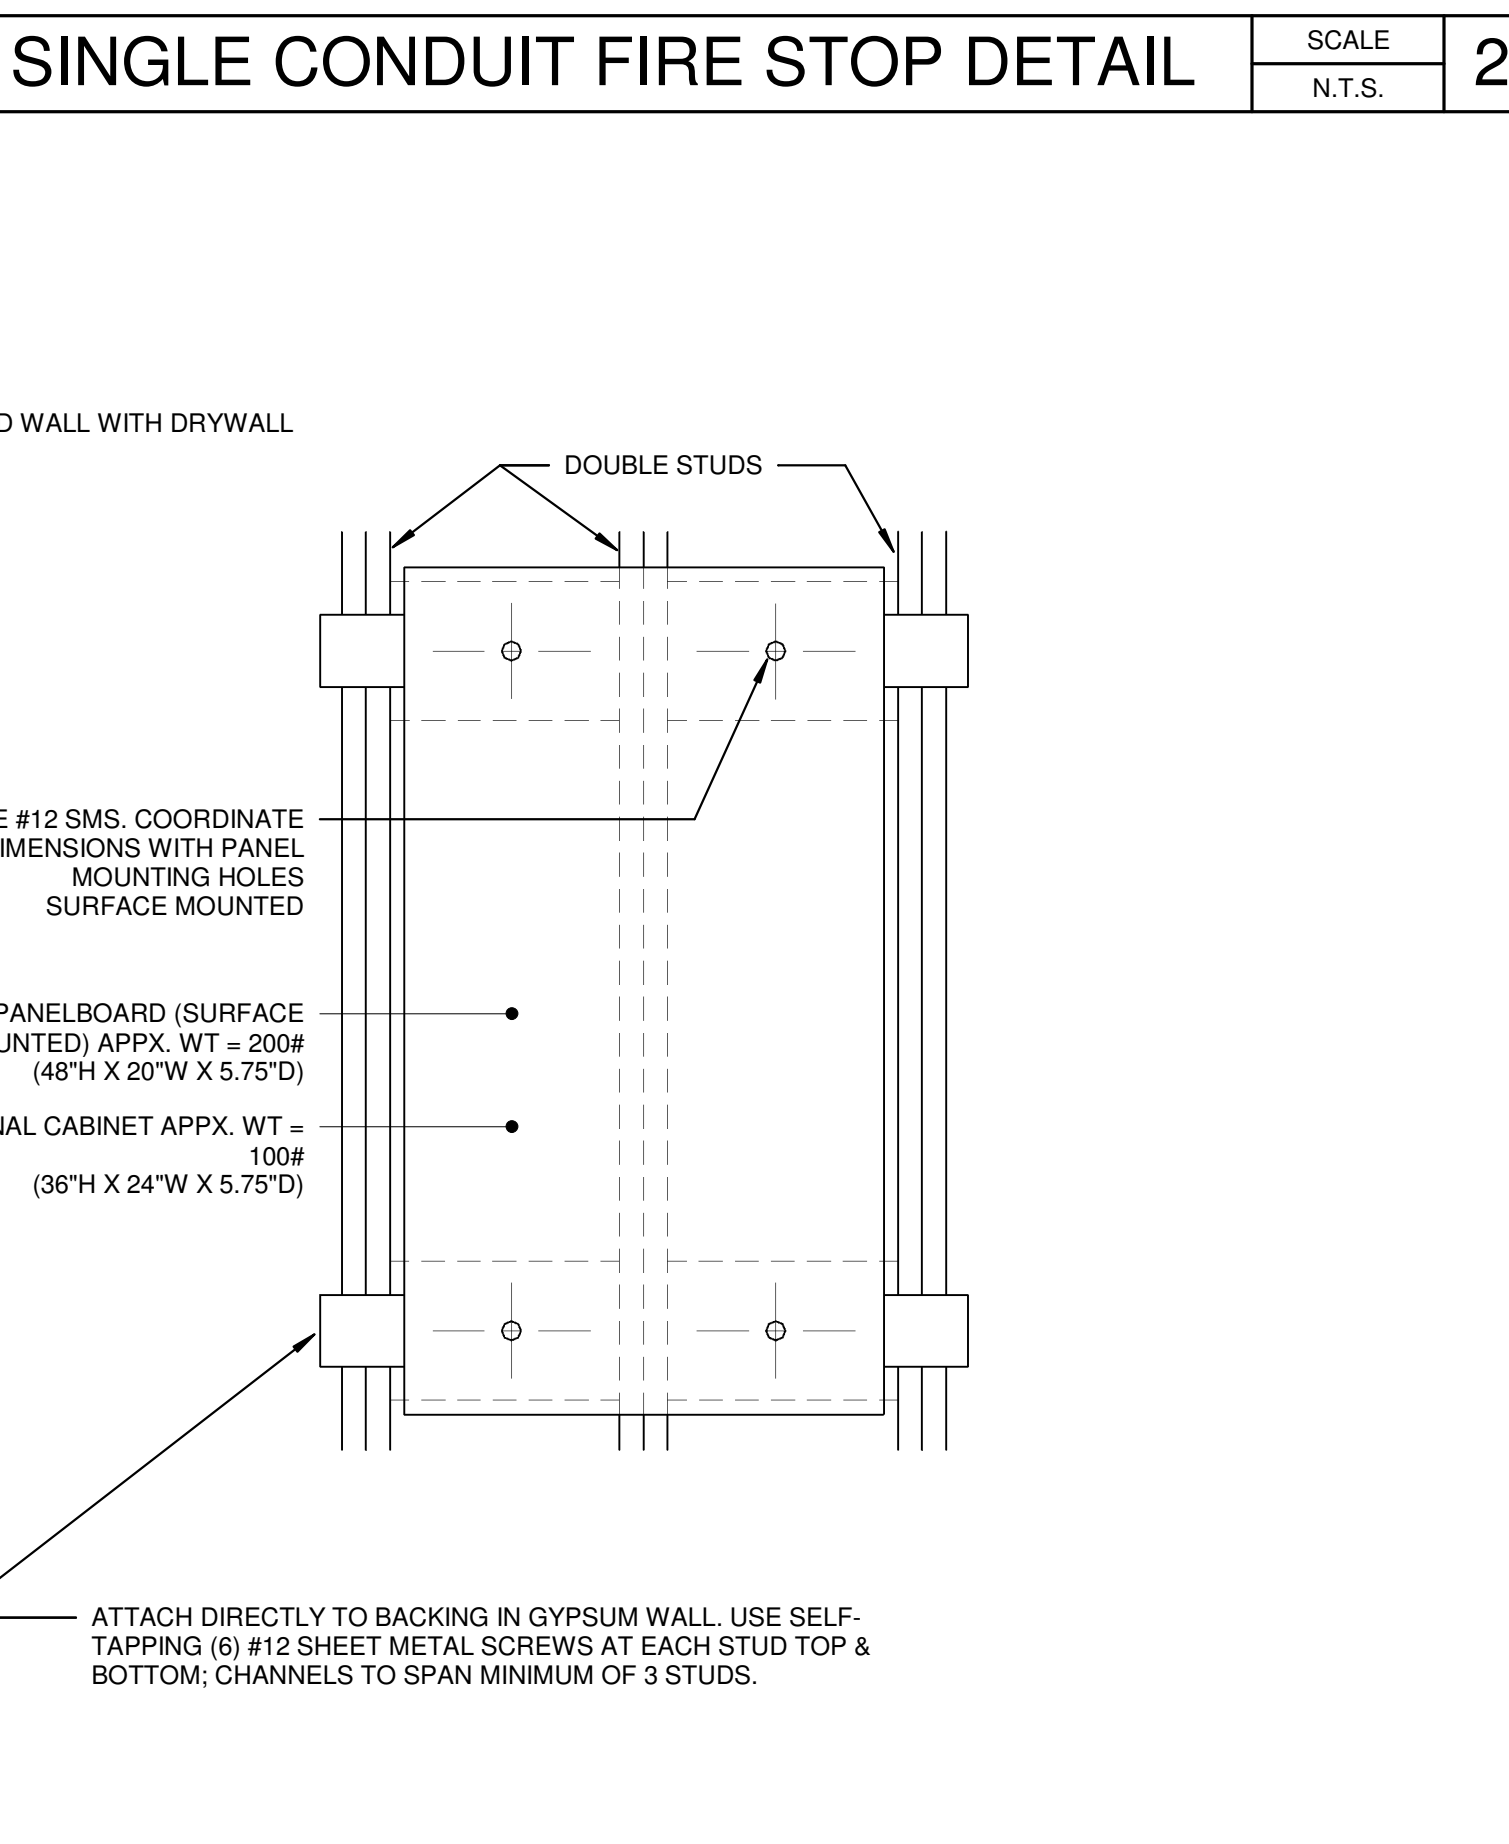 SINGLE CONDUIT FIRE STOP DETAIL
SCALE
N.T.S.
2
WALL WITH DRYWALL
DOUBLE STUDS
#12 SMS. COORDINATE
IMENSIONS WITH PANEL
MOUNTING HOLES
SURFACE MOUNTED
PANELBOARD (SURFACE
UNTED) APPX. WT = 200#
(48"H X 20"W X 5.75"D)
NAL CABINET APPX. WT =
100#
(36"H X 24"W X 5.75"D)
ATTACH DIRECTLY TO BACKING IN GYPSUM WALL. USE SELF-
TAPPING (6) #12 SHEET METAL SCREWS AT EACH STUD TOP &
BOTTOM; CHANNELS TO SPAN MINIMUM OF 3 STUDS.